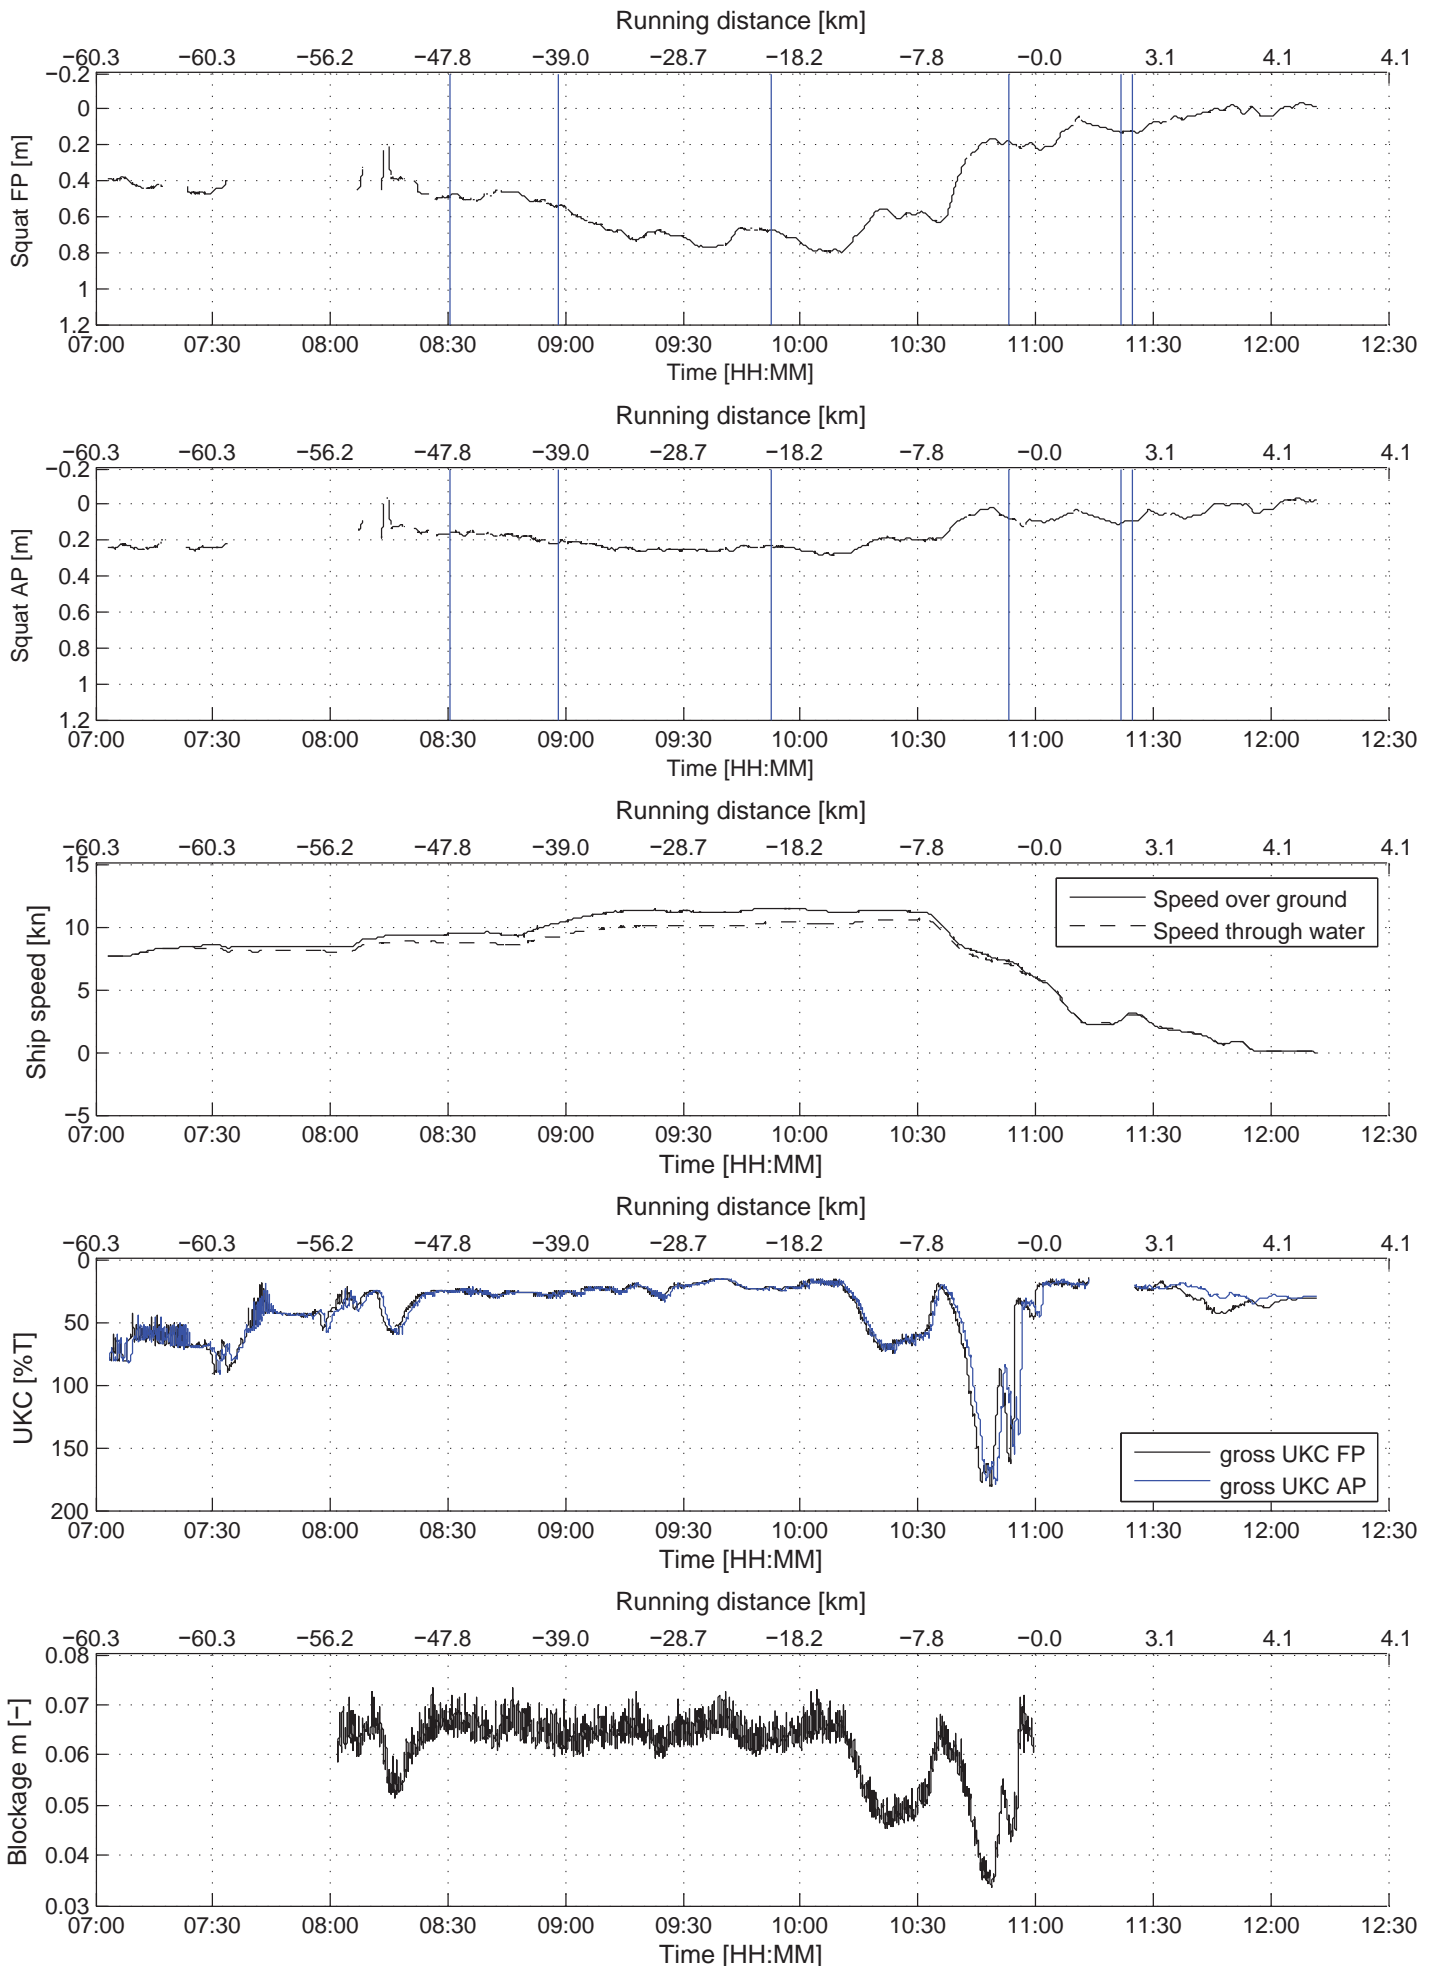 Running distance [km]
−60.3 −60.3 −56.2 −47.8 −39.0 −28.7 −18.2 −7.8 −0.0 3.1 4.1 4.1
−0.2
0
0.2
0.4
0.6
0.8
1
1.2
Squat FP [m]
07:00 07:30 08:00 08:30 09:00 09:30 10:00 10:30 11:00 11:30 12:00 12:30
Time [HH:MM]
Running distance [km]
−60.3 −60.3 −56.2 −47.8 −39.0 −28.7 −18.2 −7.8 −0.0 3.1 4.1 4.1
−0.2
0
0.2
0.4
0.6
0.8
1
1.2
Squat AP [m]
07:00 07:30 08:00 08:30 09:00 09:30 10:00 10:30 11:00 11:30 12:00 12:30
Time [HH:MM]
Running distance [km]
−60.3 −60.3 −56.2 −47.8 −39.0 −28.7 −18.2 −7.8 −0.0 3.1 4.1 4.1
15
10
5
0
−5
Ship speed [kn]
Speed over ground
Speed through water
07:00 07:30 08:00 08:30 09:00 09:30 10:00 10:30 11:00 11:30 12:00 12:30
Time [HH:MM]
Running distance [km]
−60.3 −60.3 −56.2 −47.8 −39.0 −28.7 −18.2 −7.8 −0.0 3.1 4.1 4.1
0
50
100
150
200
UKC [%T]
gross UKC FP
gross UKC AP
07:00 07:30 08:00 08:30 09:00 09:30 10:00 10:30 11:00 11:30 12:00 12:30
Time [HH:MM]
Running distance [km]
−60.3 −60.3 −56.2 −47.8 −39.0 −28.7 −18.2 −7.8 −0.0 3.1 4.1 4.1
0.08
0.07
0.06
0.05
0.04
0.03
Blockage m [−]
07:00 07:30 08:00 08:30 09:00 09:30 10:00 10:30 11:00 11:30 12:00 12:30
Time [HH:MM]